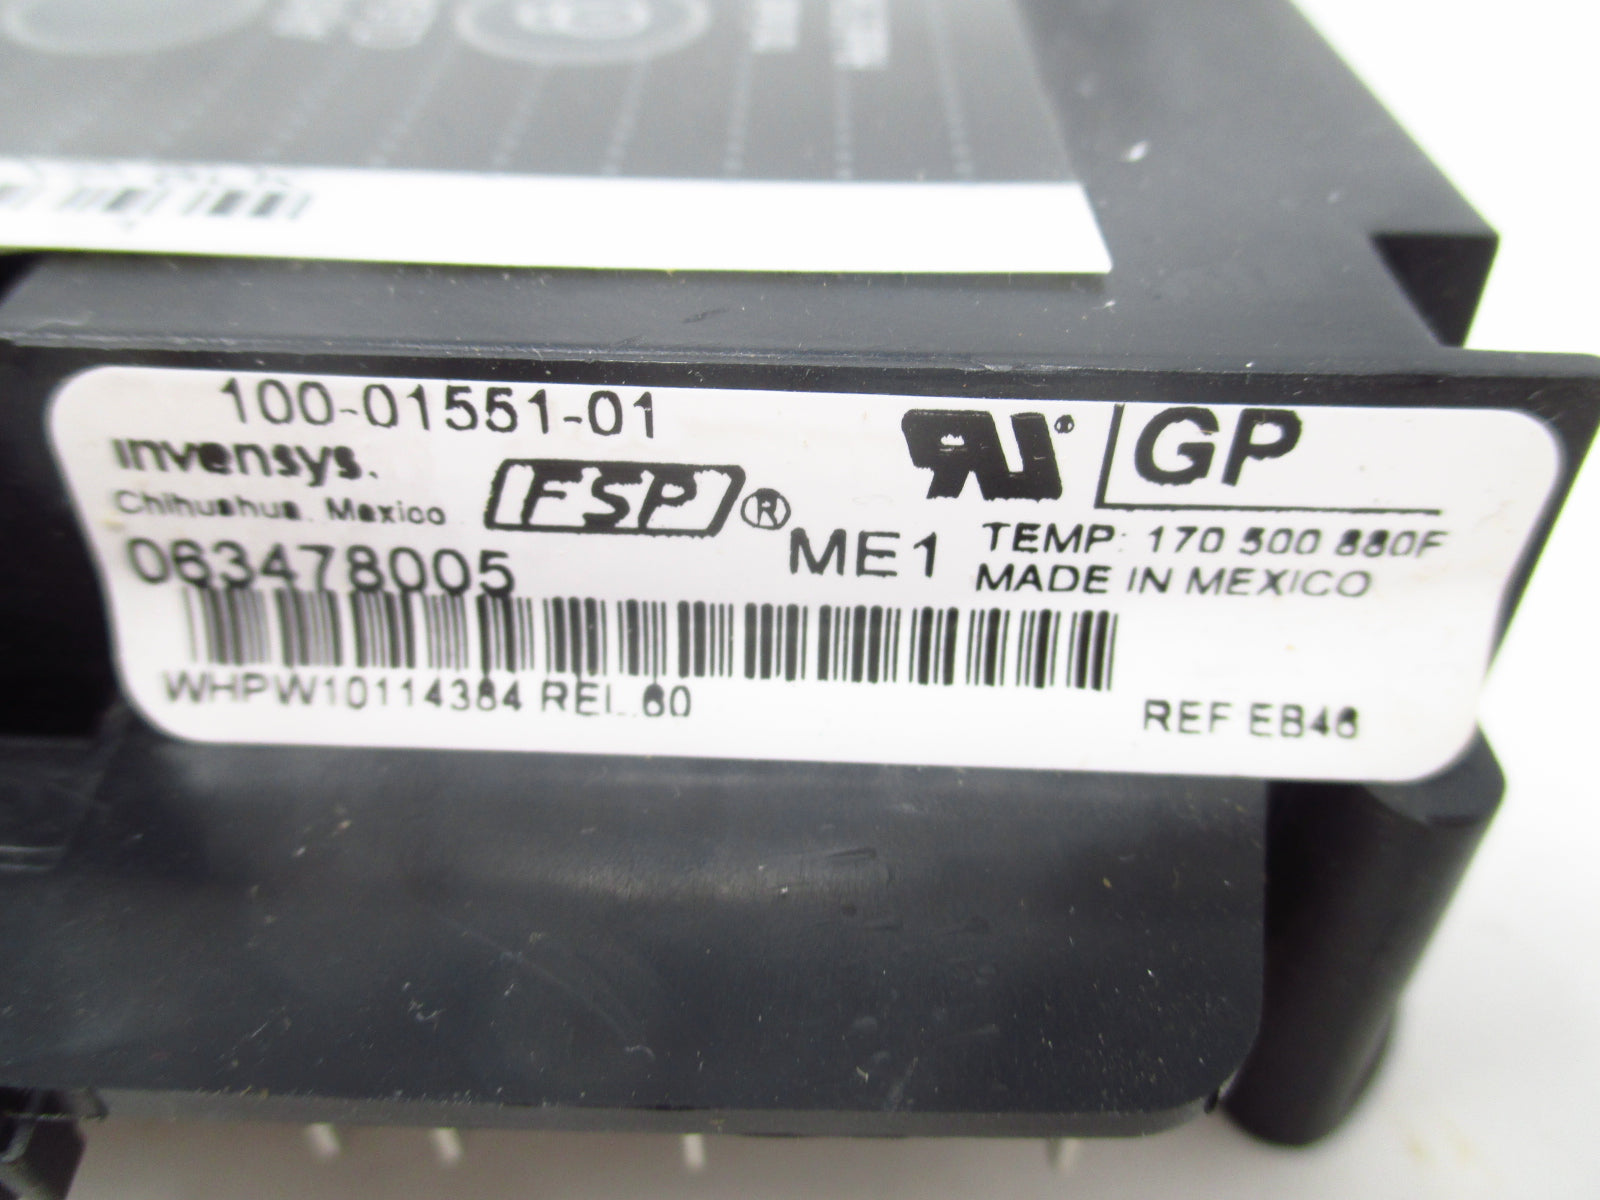 100-01551-01
invensys.
Chihuahua, Mexico
FSP®
063478005
ME1
GP
TEMP: 170 500 880F
MADE IN MEXICO
WHPW10114384 REL.60
REF EB46